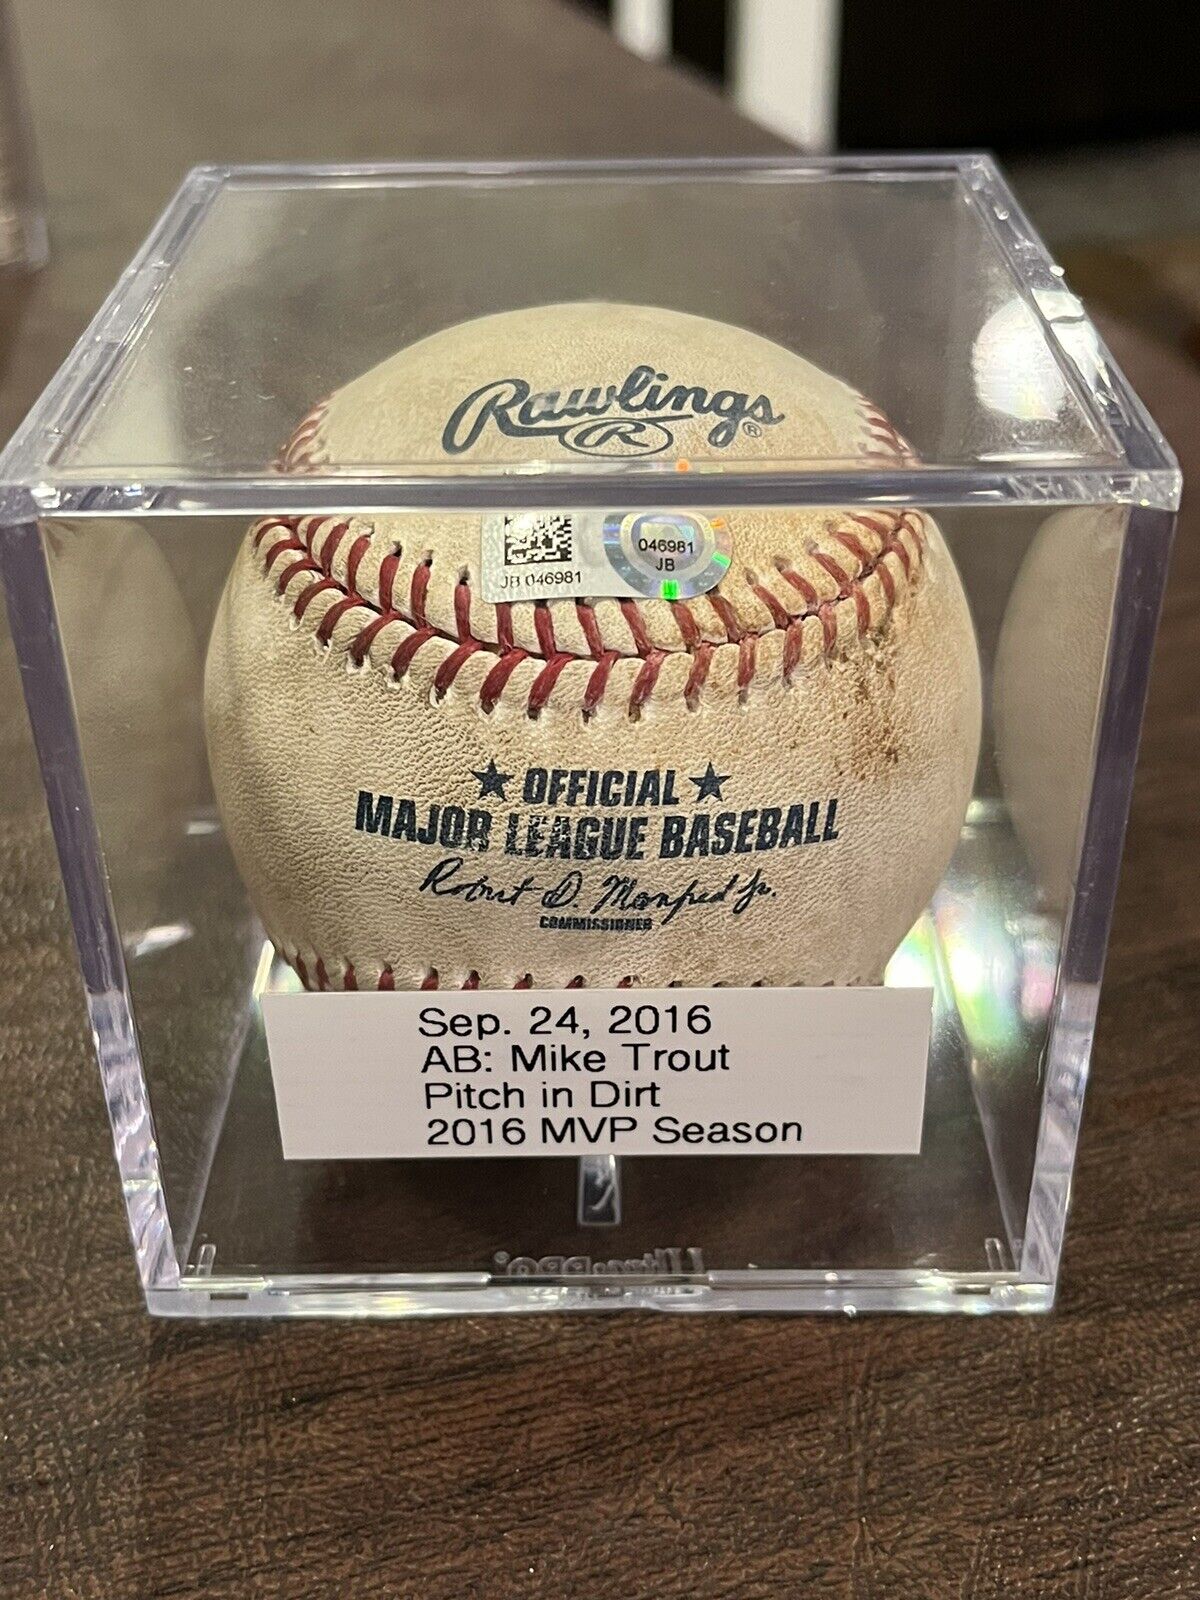 Rawlings®
R
JB 046981
046981
JB
OFFICIAL
MAJOR LEAGUE BASEBALL
Robert D. Manfred Jr.
COMMISSIONER
Sep. 24, 2016
AB: Mike Trout
Pitch in Dirt
2016 MVP Season